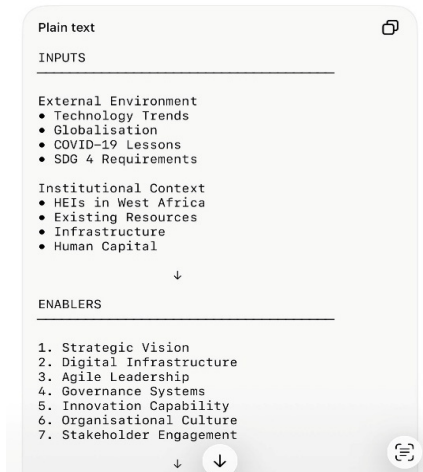 Plain text
INPUTS
External Environment
• Technology Trends
• Globalisation
• COVID-19 Lessons
• SDG 4 Requirements
Institutional Context
• HEIs in West Africa
• Existing Resources
• Infrastructure
• Human Capital
↓
ENABLERS
1. Strategic Vision
2. Digital Infrastructure
3. Agile Leadership
4. Governance Systems
5. Innovation Capability
6. Organisational Culture
7. Stakeholder Engagement
↓